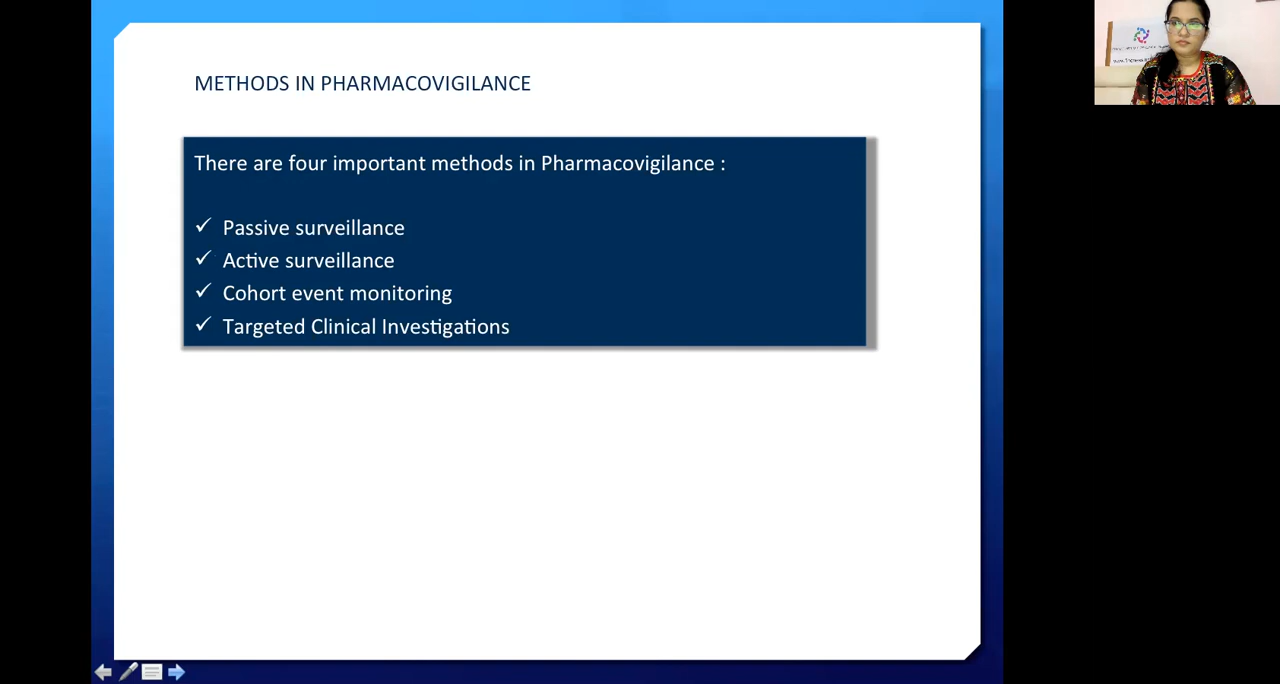 METHODS IN PHARMACOVIGILANCE
There are four important methods in Pharmacovigilance :
✓ Passive surveillance
✓ Active surveillance
✓ Cohort event monitoring
✓ Targeted Clinical Investigations